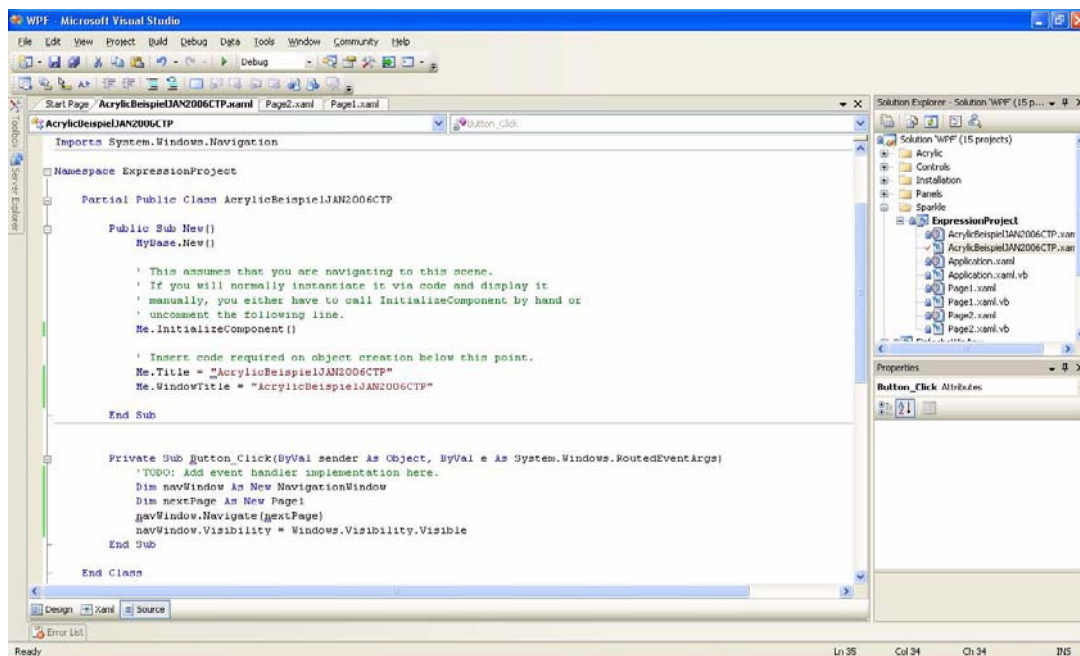 WPF - Microsoft Visual Studio
File Edit View Project Build Debug Data Tools Window Community Help
Debug
Start Page AcrylicBeispielJAN2006CTP.xaml Page2.xaml Page1.xaml
AcrylicBeispielJAN2006CTP Button_Click
Toolbox
Server Explorer
Imports System.Windows.Navigation
Namespace ExpressionProject
Partial Public Class AcrylicBeispielJAN2006CTP
Public Sub New()
MyBase.New()
' This assumes that you are navigating to this scene.
' If you will normally instantiate it via code and display it
' manually, you either have to call InitializeComponent by hand or
' uncomment the following line.
Me.InitializeComponent()
' Insert code required on object creation below this point.
Me.Title = "AcrylicBeispielJAN2006CTP"
Me.WindowTitle = "AcrylicBeispielJAN2006CTP"
End Sub
Private Sub Button_Click(ByVal sender As Object, ByVal e As System.Windows.RoutedEventArgs)
'TODO: Add event handler implementation here.
Dim navWindow As New NavigationWindow
Dim nextPage As New Page1
navWindow.Navigate(nextPage)
navWindow.Visibility = Windows.Visibility.Visible
End Sub
End Class
Design Xaml Source
Error List
Solution Explorer - Solution 'WPF' (15 p...
Solution 'WPF' (15 projects)
Acrylic
Controls
Installation
Panels
Sparkle
ExpressionProject
AcrylicBeispielJAN2006CTP.xan
AcrylicBeispielJAN2006CTP.xan
Application.xaml
Application.xaml.vb
Page1.xaml
Page1.xaml.vb
Page2.xaml
Page2.xaml.vb
Properties
Button_Click Attributes
Ready Ln 35 Col 34 Ch 34 INS